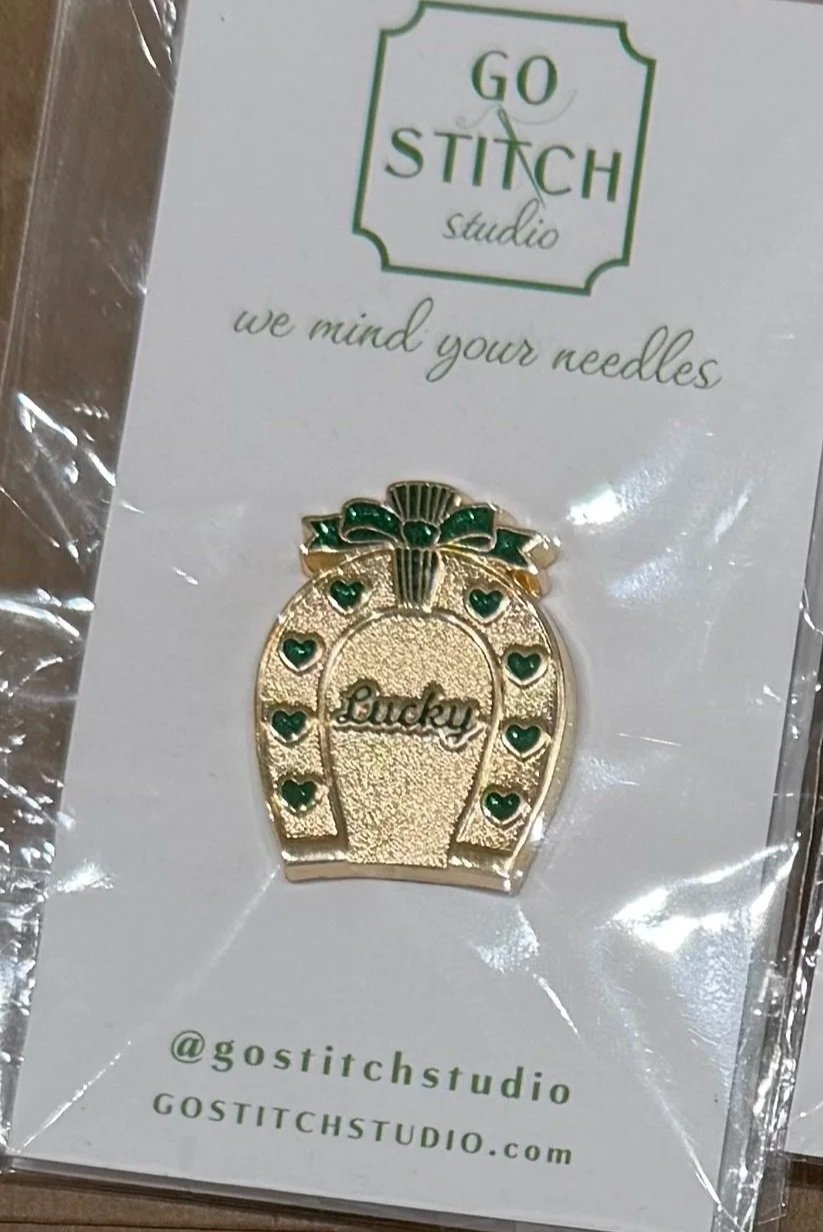 GO
STITCH
studio
we mind your needles
Lucky
@gostitchstudio
GOSTITCHSTUDIO.com